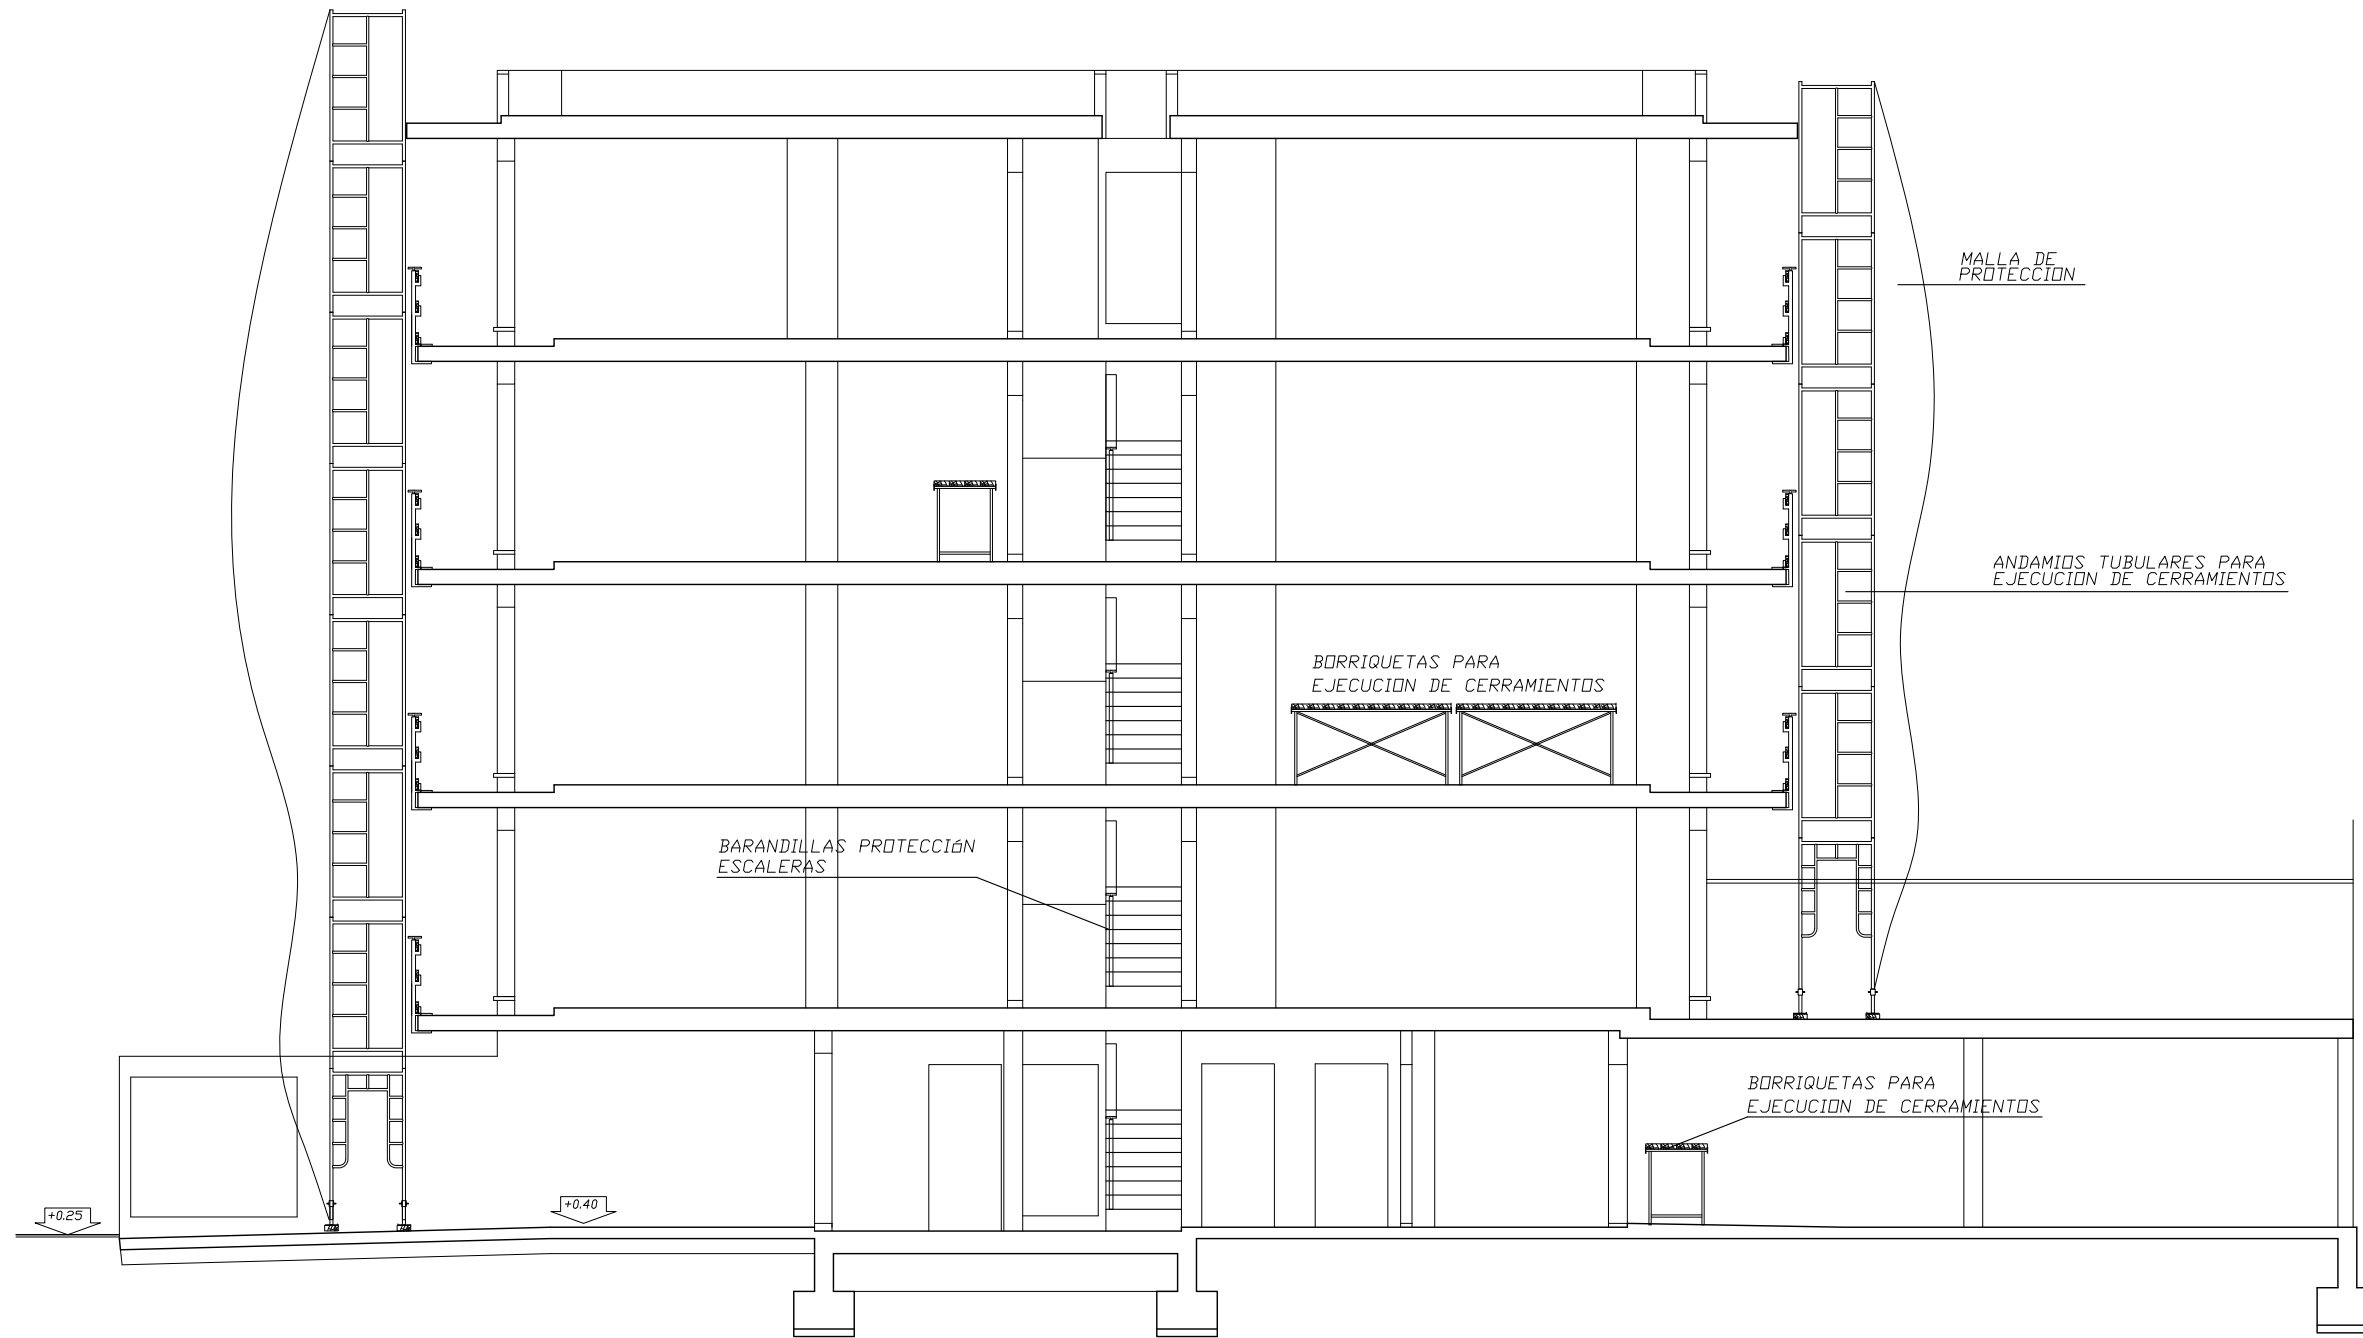 MALLA DE
PROTECCION
ANDAMIOS TUBULARES PARA
EJECUCION DE CERRAMIENTOS
BORRIQUETAS PARA
EJECUCION DE CERRAMIENTOS
BARANDILLAS PROTECCIóN
ESCALERAS
BORRIQUETAS PARA
EJECUCION DE CERRAMIENTOS
+0.25
+0.40